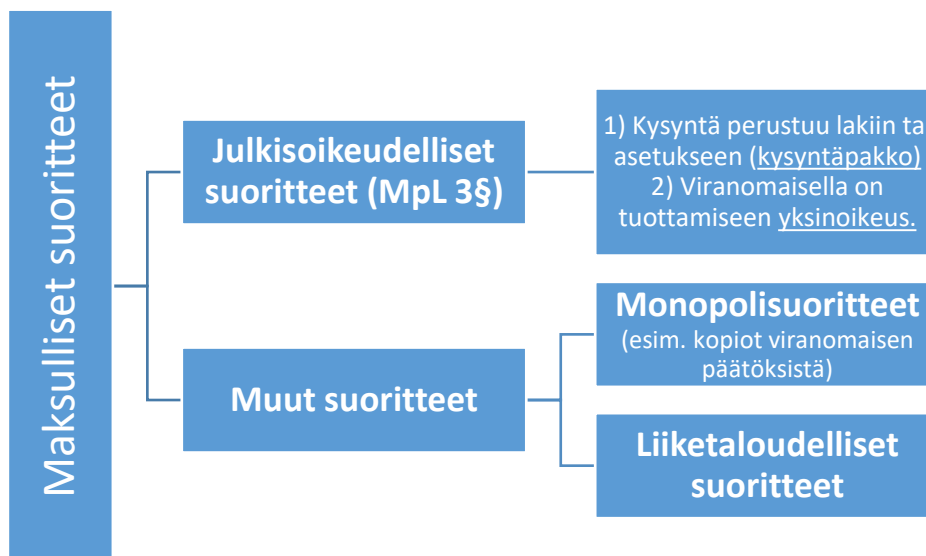 Maksulliset suoritteet
Julkisoikeudelliset
suoritteet (MpL 3§)
1) Kysyntä perustuu lakiin ta
asetukseen (kysyntäpakko)
2) Viranomaisella on
tuottamiseen yksinoikeus.
Muut suoritteet
Monopolisuoritteet
(esim. kopiot viranomaisen
päätöksistä)
Liiketaloudelliset
suoritteet